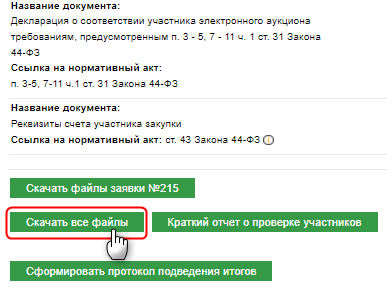 Название документа:
Декларация о соответствии участника электронного аукциона
требованиям, предусмотренным п. 3 - 5, 7 - 11 ч. 1 ст. 31 Закона
44-ФЗ
Ссылка на нормативный акт:
п. 3-5, 7-11 ч.1 ст. 31 Закона 44-ФЗ
Название документа:
Реквизиты счета участника закупки
Ссылка на нормативный акт: ст. 43 Закона 44-ФЗ
Скачать файлы заявки №215
Скачать все файлы
Краткий отчет о проверке участников
Сформировать протокол подведения итогов